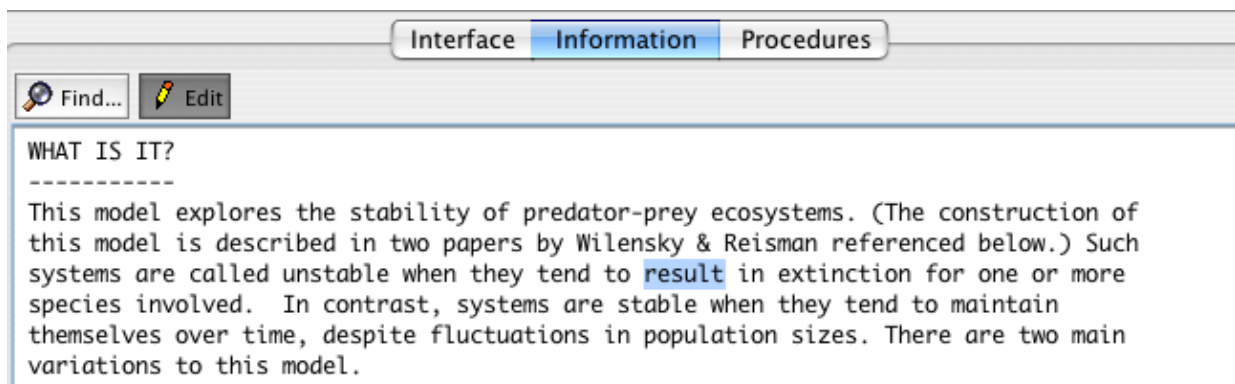 Interface Information Procedures
Find... Edit
WHAT IS IT?
-----------
This model explores the stability of predator-prey ecosystems. (The construction of
this model is described in two papers by Wilensky & Reisman referenced below.) Such
systems are called unstable when they tend to result in extinction for one or more
species involved.  In contrast, systems are stable when they tend to maintain
themselves over time, despite fluctuations in population sizes. There are two main
variations to this model.